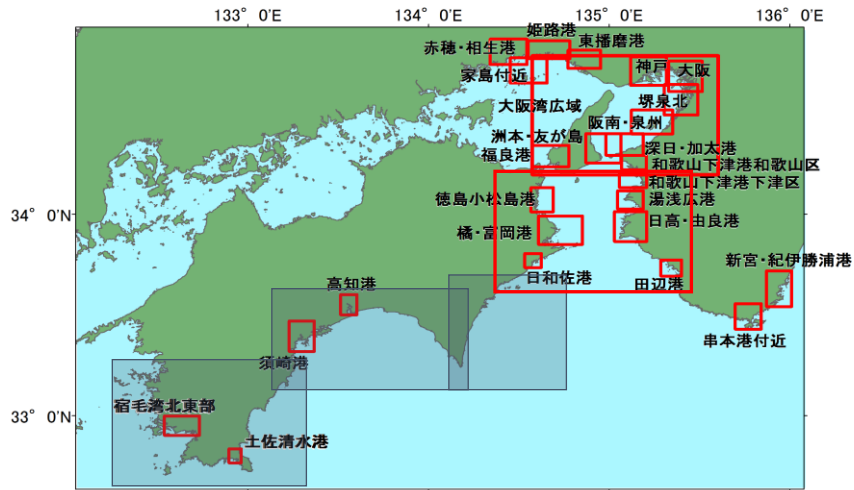 133° 0′E
134° 0′E
135° 0′E
136° 0′E
姫路港
赤穂・相生港
東播磨港
家島付近
神戸
大阪
大阪湾広域
堺泉北
阪南・泉州
洲本・友が島
深日・加太港
福良港
和歌山下津港和歌山区
和歌山下津港下津区
徳島小松島港
湯浅広港
34° 0′N
日高・由良港
橘・富岡港
新宮・紀伊勝浦港
日和佐港
田辺港
高知港
串本港付近
須崎港
宿毛湾北東部
33° 0′N
土佐清水港